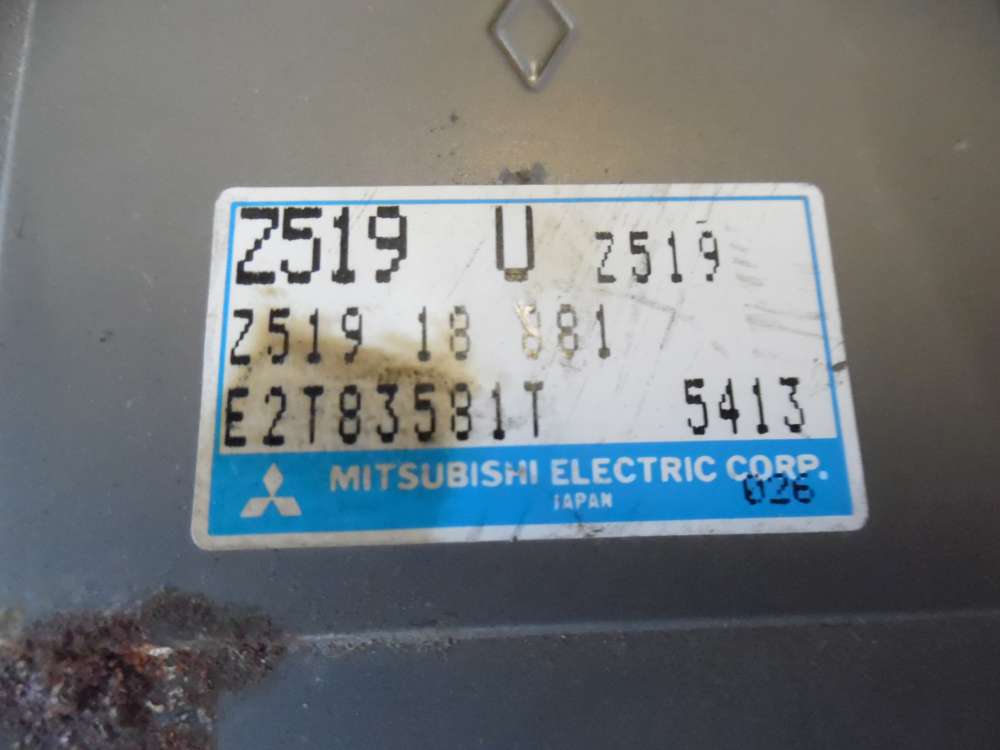 Z519 U Z519
Z519 18 881
E2T83581T 5413
MITSUBISHI ELECTRIC CORP.
JAPAN 026